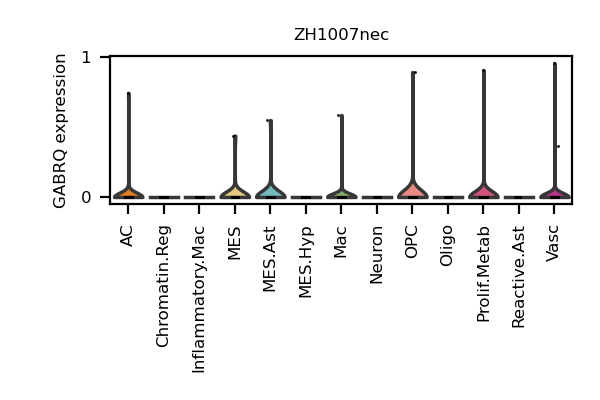 ZH1007nec
GABRQ expression
1
0
AC
Chromatin.Reg
Inflammatory.Mac
MES
MES.Ast
MES.Hyp
Mac
Neuron
OPC
Oligo
Prolif.Metab
Reactive.Ast
Vasc